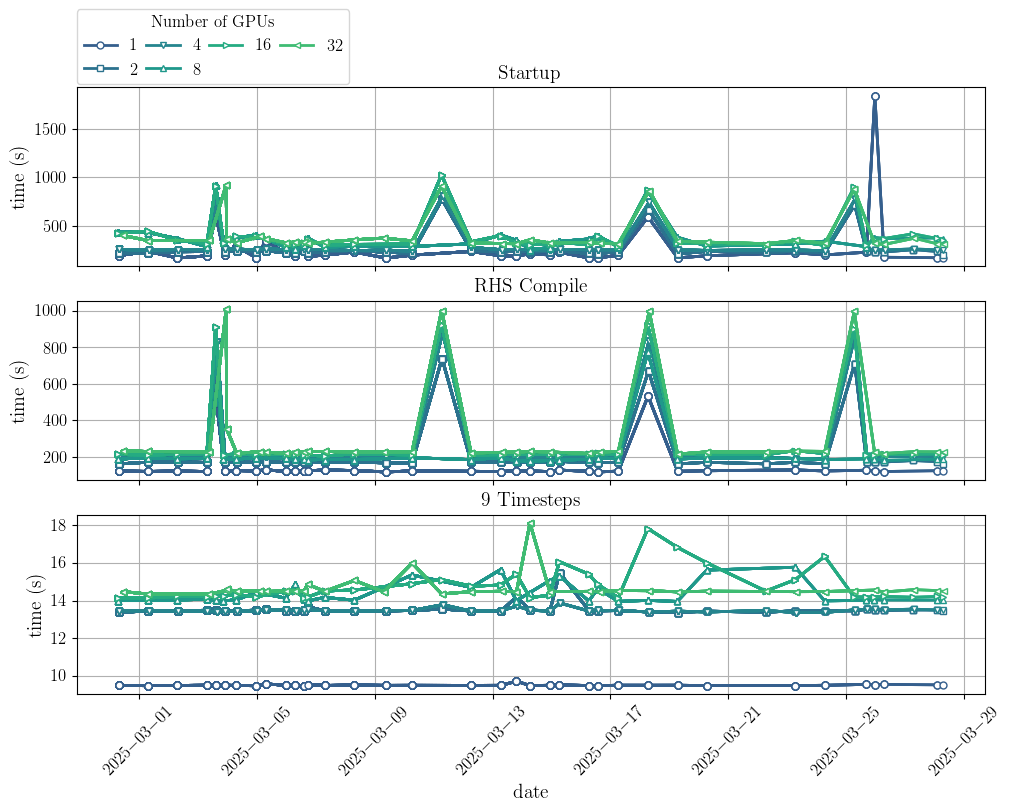 Number of GPUs
1 4 16 32
2 8
Startup
time (s)
1500
1000
500
RHS Compile
time (s)
1000
800
600
400
200
9 Timesteps
time (s)
18
16
14
12
10
2025−03−01 2025−03−05 2025−03−09 2025−03−13 2025−03−17 2025−03−21 2025−03−25 2025−03−29
date